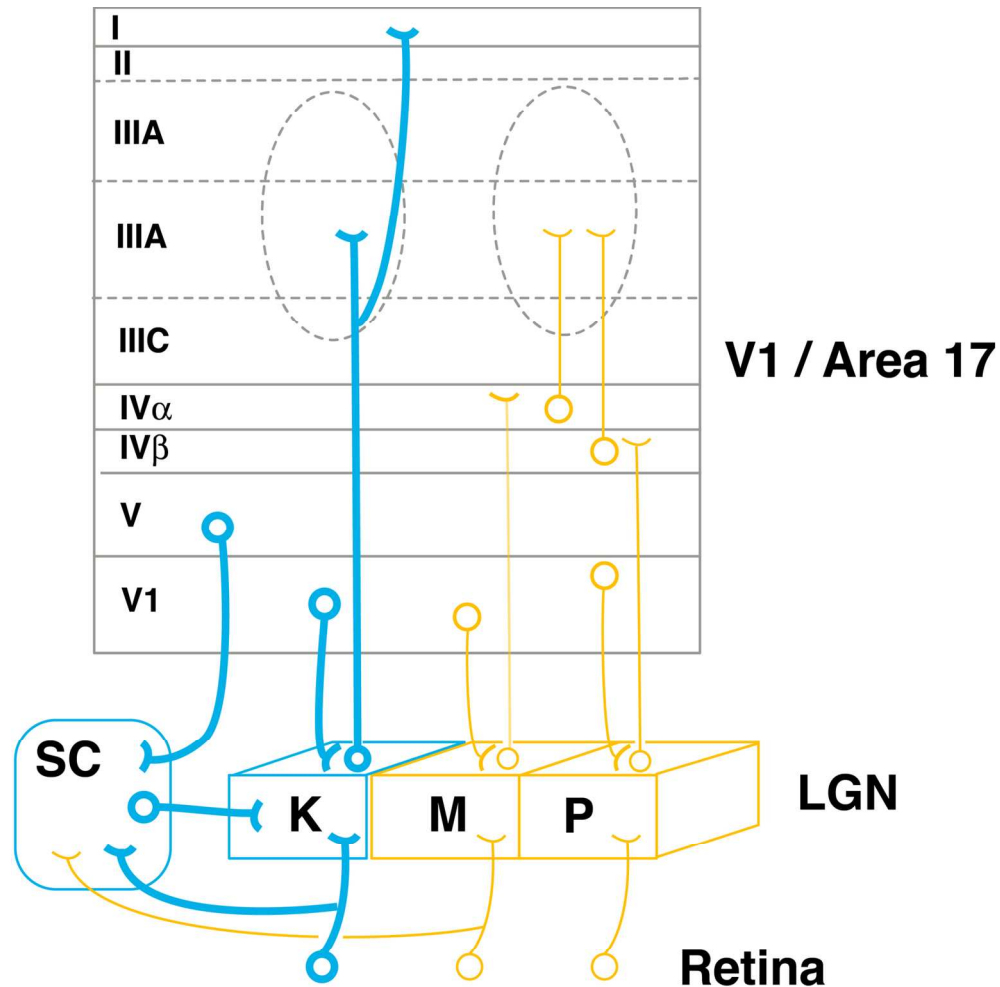 I
II
IIIA
IIIA
IIIC
V1 / Area 17
IVα
IVβ
V
V1
SC
K
M
P
LGN
Retina